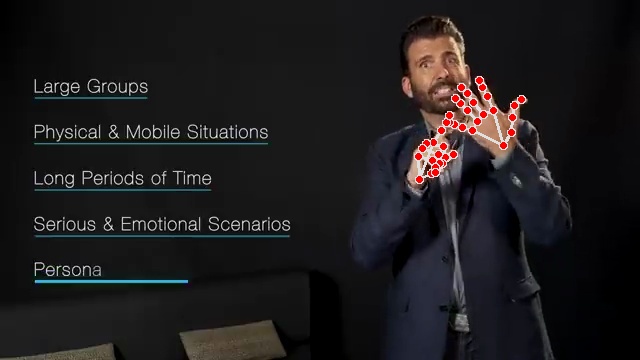 Large Groups
Physical & Mobile Situations
Long Periods of Time
Serious & Emotional Scenarios
Persona